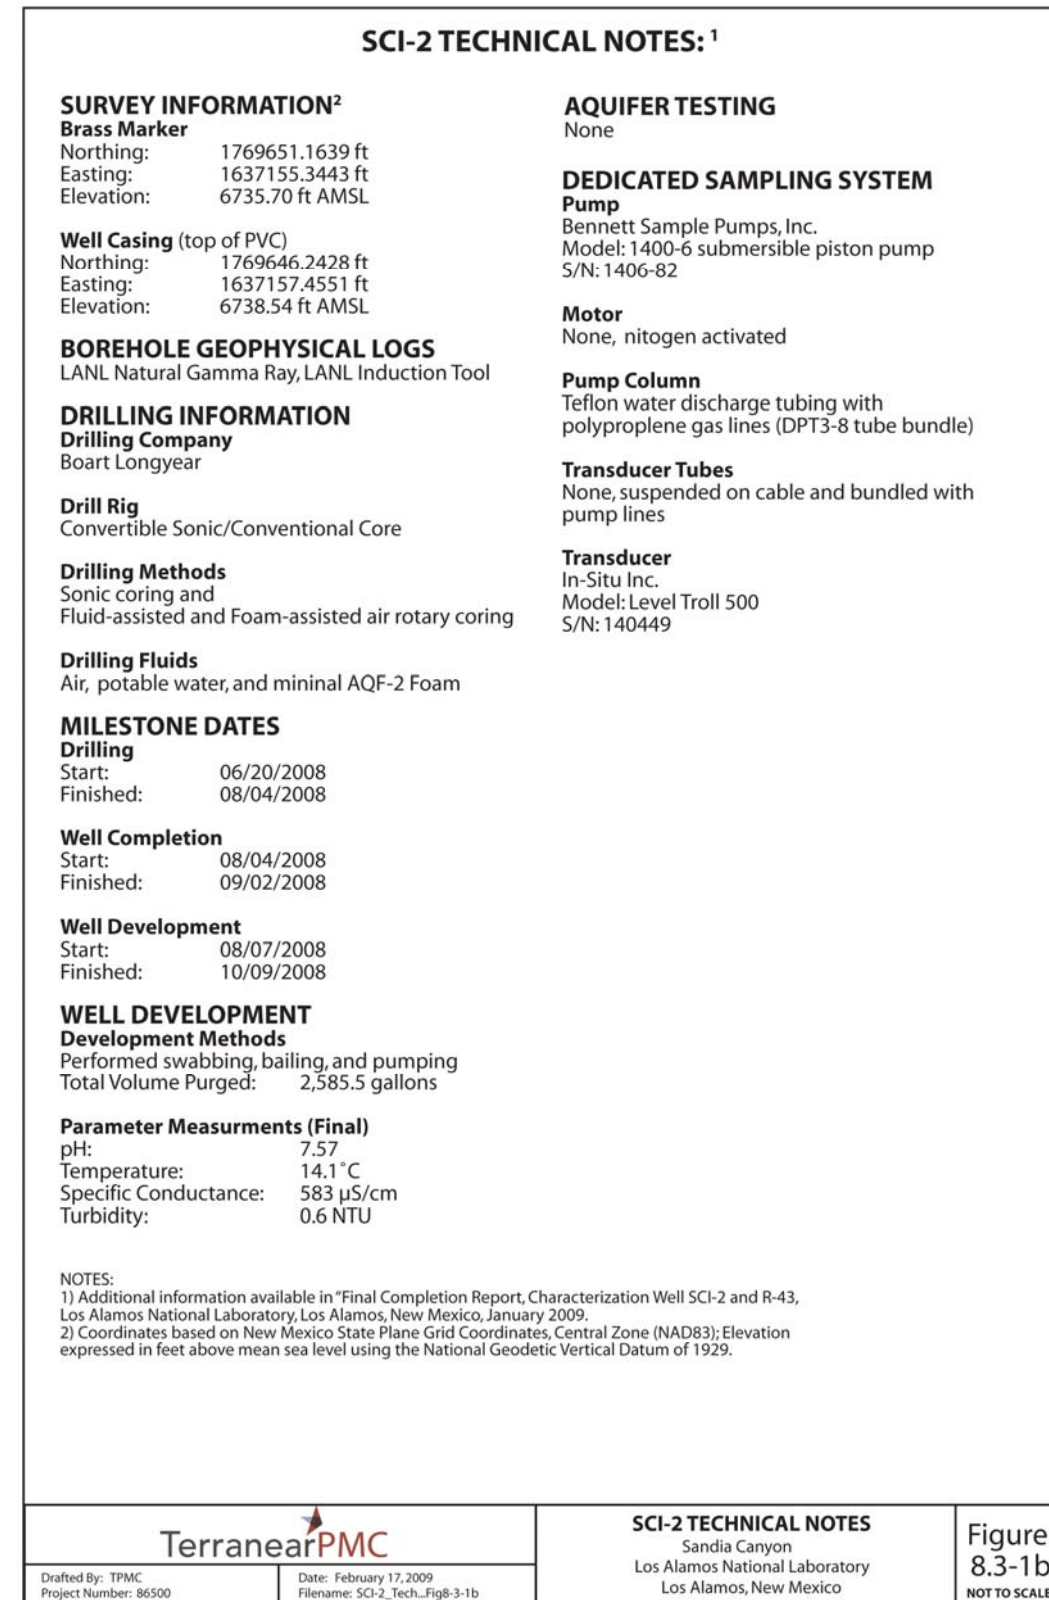 SCI-2 TECHNICAL NOTES: 1
SURVEY INFORMATION2
Brass Marker
Northing: 1769651.1639 ft
Easting: 1637155.3443 ft
Elevation: 6735.70 ft AMSL
Well Casing (top of PVC)
Northing: 1769646.2428 ft
Easting: 1637157.4551 ft
Elevation: 6738.54 ft AMSL
BOREHOLE GEOPHYSICAL LOGS
LANL Natural Gamma Ray, LANL Induction Tool
DRILLING INFORMATION
Drilling Company
Boart Longyear
Drill Rig
Convertible Sonic/Conventional Core
Drilling Methods
Sonic coring and
Fluid-assisted and Foam-assisted air rotary coring
Drilling Fluids
Air, potable water, and mininal AQF-2 Foam
MILESTONE DATES
Drilling
Start: 06/20/2008
Finished: 08/04/2008
Well Completion
Start: 08/04/2008
Finished: 09/02/2008
Well Development
Start: 08/07/2008
Finished: 10/09/2008
WELL DEVELOPMENT
Development Methods
Performed swabbing, bailing, and pumping
Total Volume Purged: 2,585.5 gallons
Parameter Measurments (Final)
pH: 7.57
Temperature: 14.1˚C
Specific Conductance: 583 µS/cm
Turbidity: 0.6 NTU
AQUIFER TESTING
None
DEDICATED SAMPLING SYSTEM
Pump
Bennett Sample Pumps, Inc.
Model: 1400-6 submersible piston pump
S/N: 1406-82
Motor
None, nitogen activated
Pump Column
Teflon water discharge tubing with
polyproplene gas lines (DPT3-8 tube bundle)
Transducer Tubes
None, suspended on cable and bundled with
pump lines
Transducer
In-Situ Inc.
Model: Level Troll 500
S/N: 140449
NOTES:
1) Additional information available in "Final Completion Report, Characterization Well SCI-2 and R-43,
Los Alamos National Laboratory, Los Alamos, New Mexico, January 2009.
2) Coordinates based on New Mexico State Plane Grid Coordinates, Central Zone (NAD83); Elevation
expressed in feet above mean sea level using the National Geodetic Vertical Datum of 1929.
TerranearPMC
Drafted By: TPMC
Project Number: 86500
Date: February 17, 2009
Filename: SCI-2_Tech...Fig8-3-1b
SCI-2 TECHNICAL NOTES
Sandia Canyon
Los Alamos National Laboratory
Los Alamos, New Mexico
Figure
8.3-1b
NOT TO SCALE